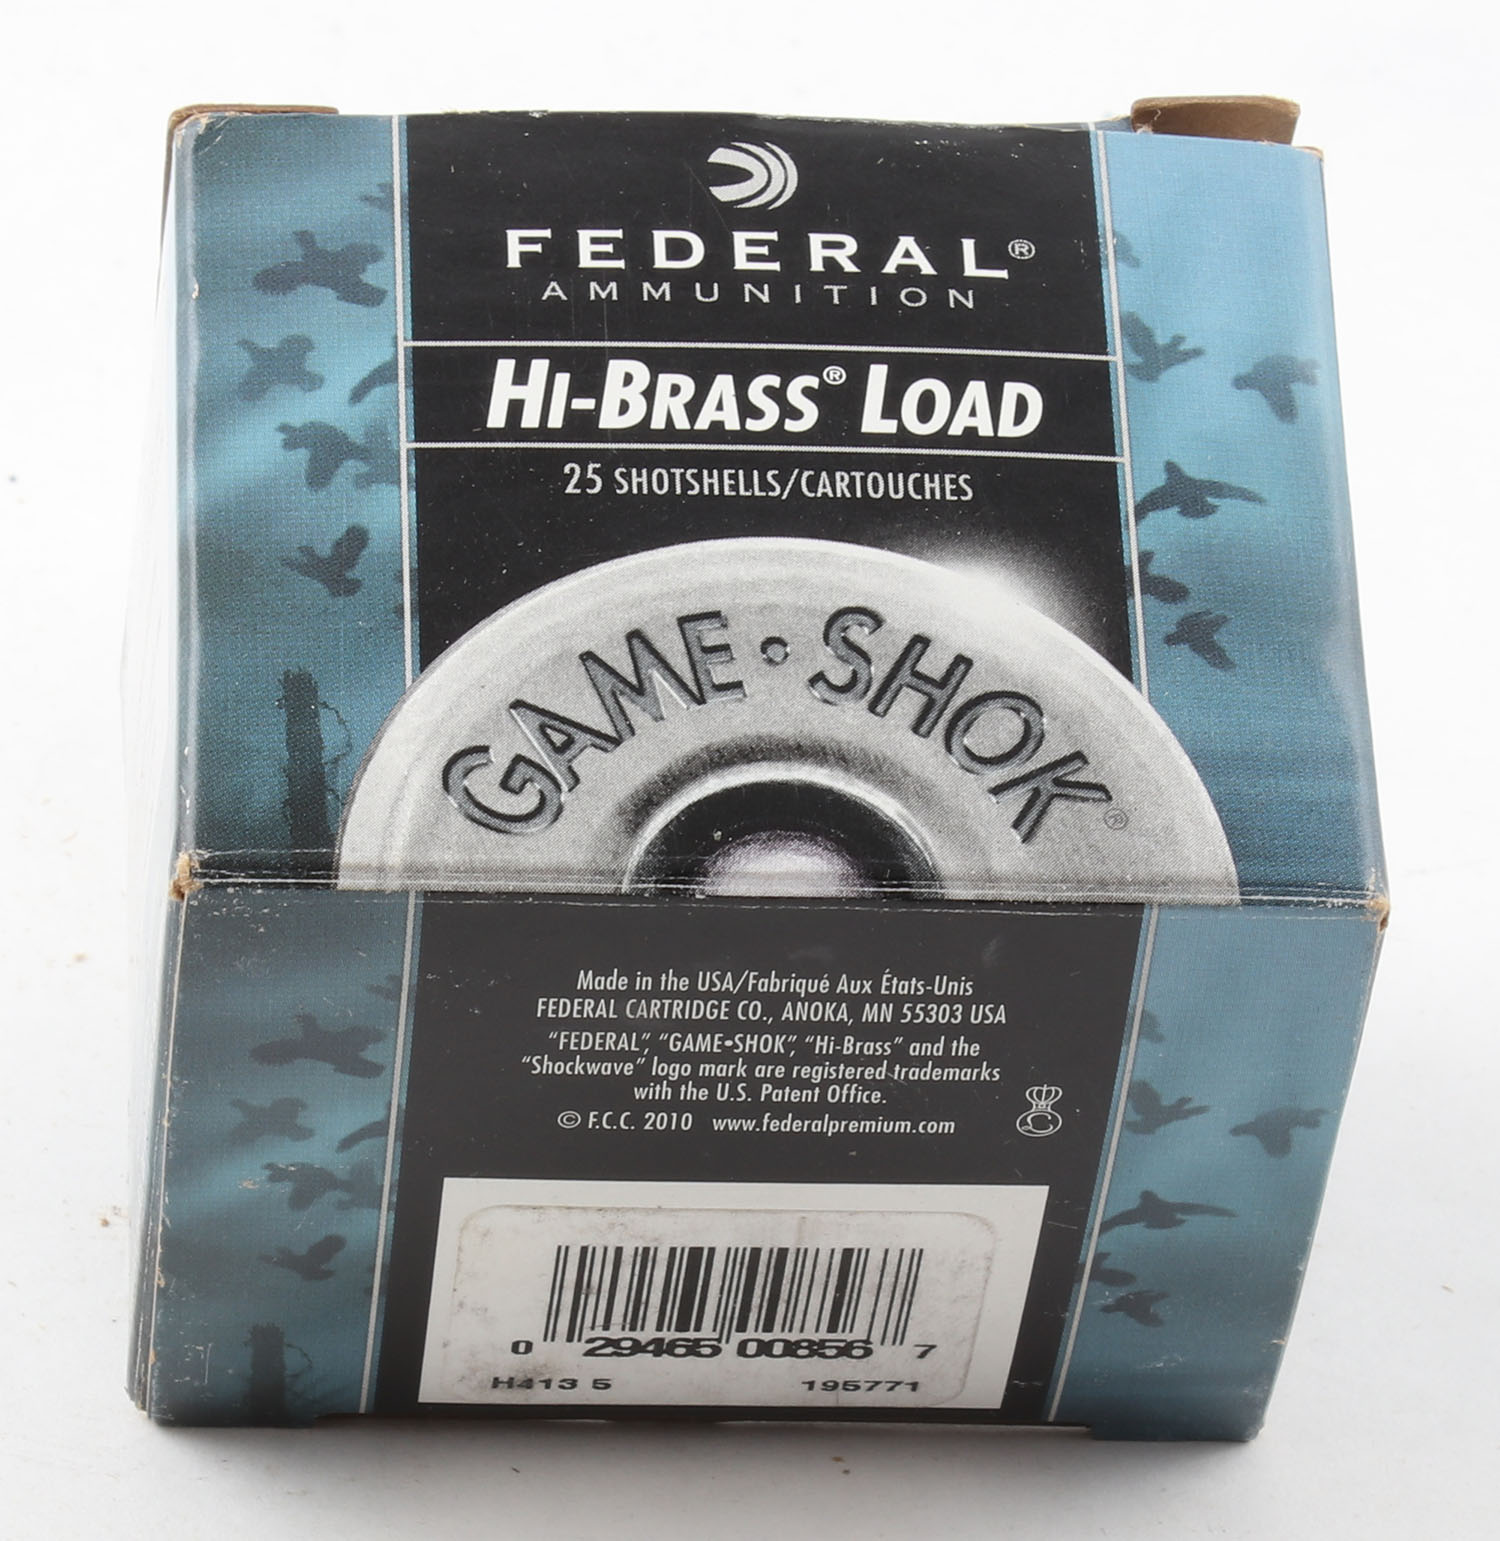 FEDERAL®
AMMUNITION
HI-BRASS® LOAD
25 SHOTSHELLS/CARTOUCHES
GAME•SHOK®
Made in the USA/Fabriqué Aux États-Unis
FEDERAL CARTRIDGE CO., ANOKA, MN 55303 USA
“FEDERAL”, “GAME•SHOK”, “Hi-Brass” and the
“Shockwave” logo mark are registered trademarks
with the U.S. Patent Office.
© F.C.C. 2010 www.federalpremium.com
0 29465 00856 7
H413 5 195771